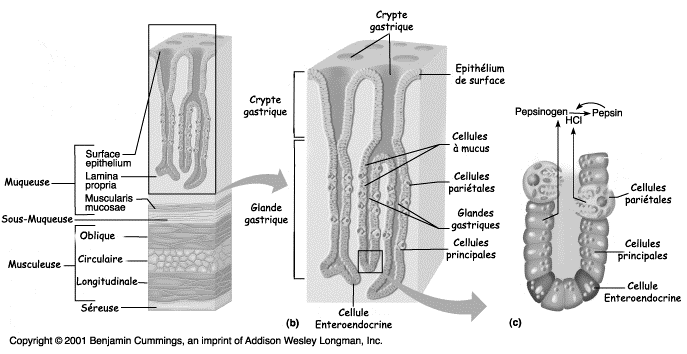 Surface
epithelium
Lamina
propria
Muscularis
mucosae
Muqueuse
Sous-Muqueuse
Oblique
Circulaire
Musculeuse
Longitudinale
Séreuse
Crypte
gastrique
Crypte
gastrique
Epithélium
de surface
Glande
gastrique
Cellules
à mucus
Cellules
pariétales
Glandes
gastriques
Cellules
principales
Cellule
Enteroendocrine
(b)
Pepsinogen
HCl
Pepsin
Cellules
pariétales
Cellules
principales
Cellule
Enteroendocrine
(c)
Copyright © 2001 Benjamin Cummings, an imprint of Addison Wesley Longman, Inc.